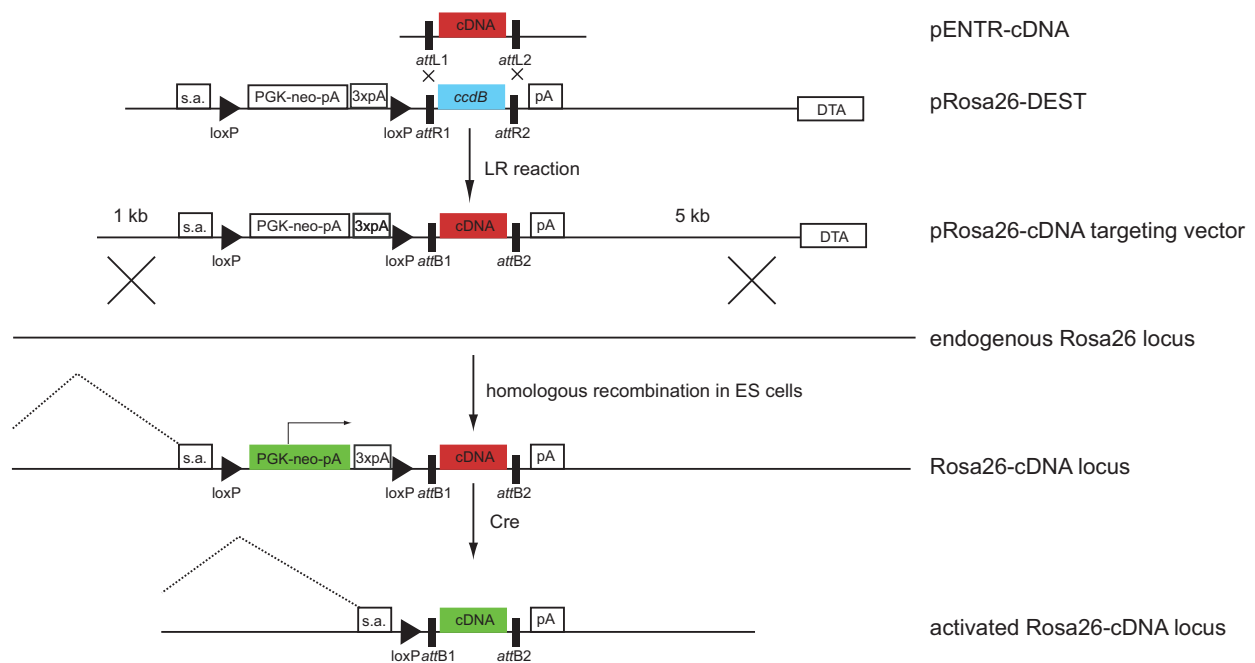 cDNA
pENTR-cDNA
attL1 attL2
s.a. PGK-neo-pA 3xpA ccdB pA
pRosa26-DEST
DTA
loxP loxP attR1 attR2
LR reaction
1 kb 5 kb
s.a. PGK-neo-pA 3xpA cDNA pA
pRosa26-cDNA targeting vector
DTA
loxP loxP attB1 attB2
endogenous Rosa26 locus
homologous recombination in ES cells
s.a. PGK-neo-pA 3xpA cDNA pA
Rosa26-cDNA locus
loxP loxP attB1 attB2
Cre
s.a. cDNA pA
activated Rosa26-cDNA locus
loxP attB1 attB2